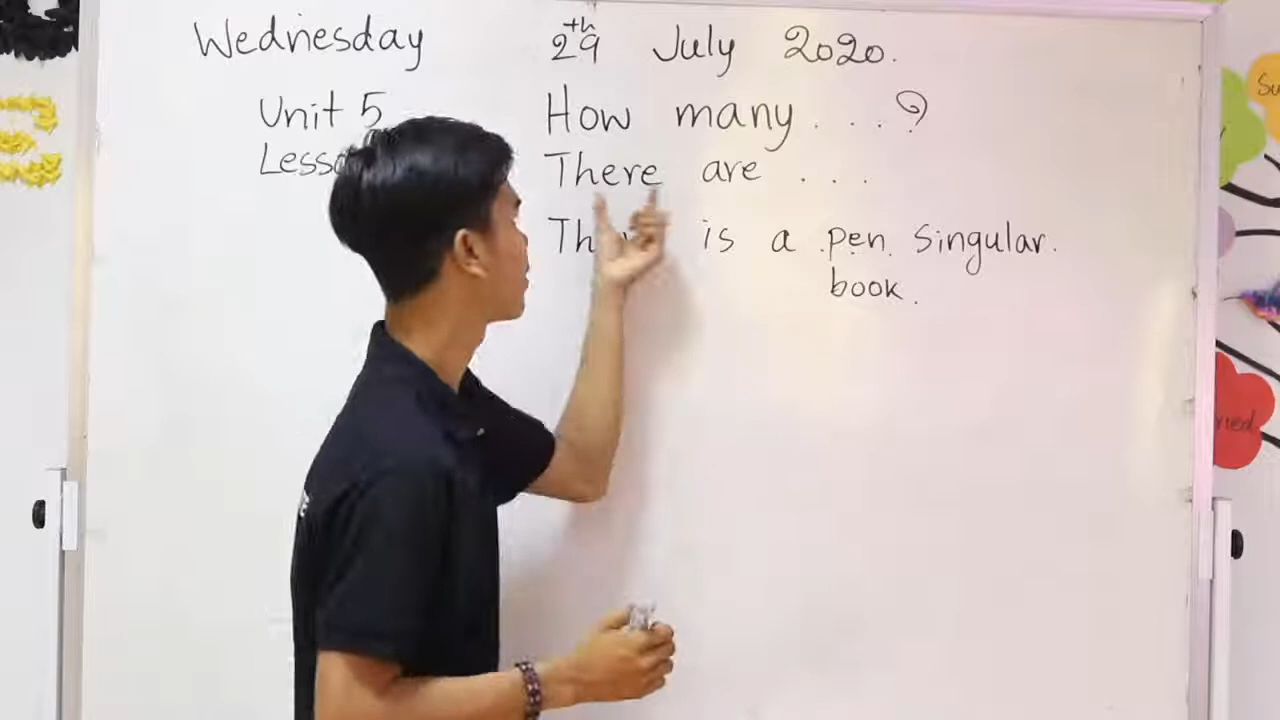 Wednesday 29th July 2020.
Unit 5 How many . . . ?
There are . . .
is a pen singular.
book.